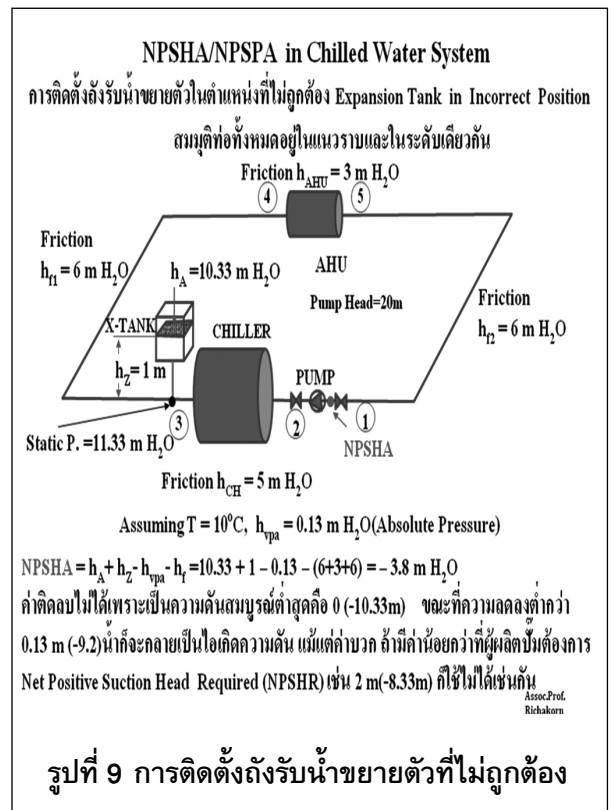 NPSHA/NPSPA in Chilled Water System
การติดตั้งถังรับน้ำขยายตัวในตำแหน่งที่ไม่ถูกต้อง Expansion Tank in Incorrect Position
สมมุติท่อทั้งหมดอยู่ในแนวราบและในระดับเดียวกัน
Friction h_AHU = 3 m H₂O
4
5
Friction
h_f1 = 6 m H₂O
h_A =10.33 m H₂O
AHU
Pump Head=20m
Friction
h_f2 = 6 m H₂O
X-TANK
CHILLER
h_Z = 1 m
PUMP
3
2
1
Static P. =11.33 m H₂O
NPSHA
Friction h_CH = 5 m H₂O
Assuming T = 10⁰C, h_vpa = 0.13 m H₂O(Absolute Pressure)
NPSHA = h_A + h_Z - h_vpa - h_f =10.33 + 1 – 0.13 – (6+3+6) = – 3.8 m H₂O
ค่าติดลบไม่ได้เพราะเป็นความดันสมบูรณ์ต่ำสุดคือ 0 (-10.33m) ขณะที่ความลดลงต่ำกว่า
0.13 m (-9.2)น้ำก็จะกลายเป็นไอเกิดความดัน แม้แต่ค่าบวก ถ้ามีค่าน้อยกว่าที่ผู้ผลิตปั๊มต้องการ
Net Positive Suction Head Required (NPSHR) เช่น 2 m(-8.33m) ก็ใช้ไม่ได้เช่นกัน
Assoc.Prof.
Richakorn
รูปที่ 9 การติดตั้งถังรับน้ำขยายตัวที่ไม่ถูกต้อง